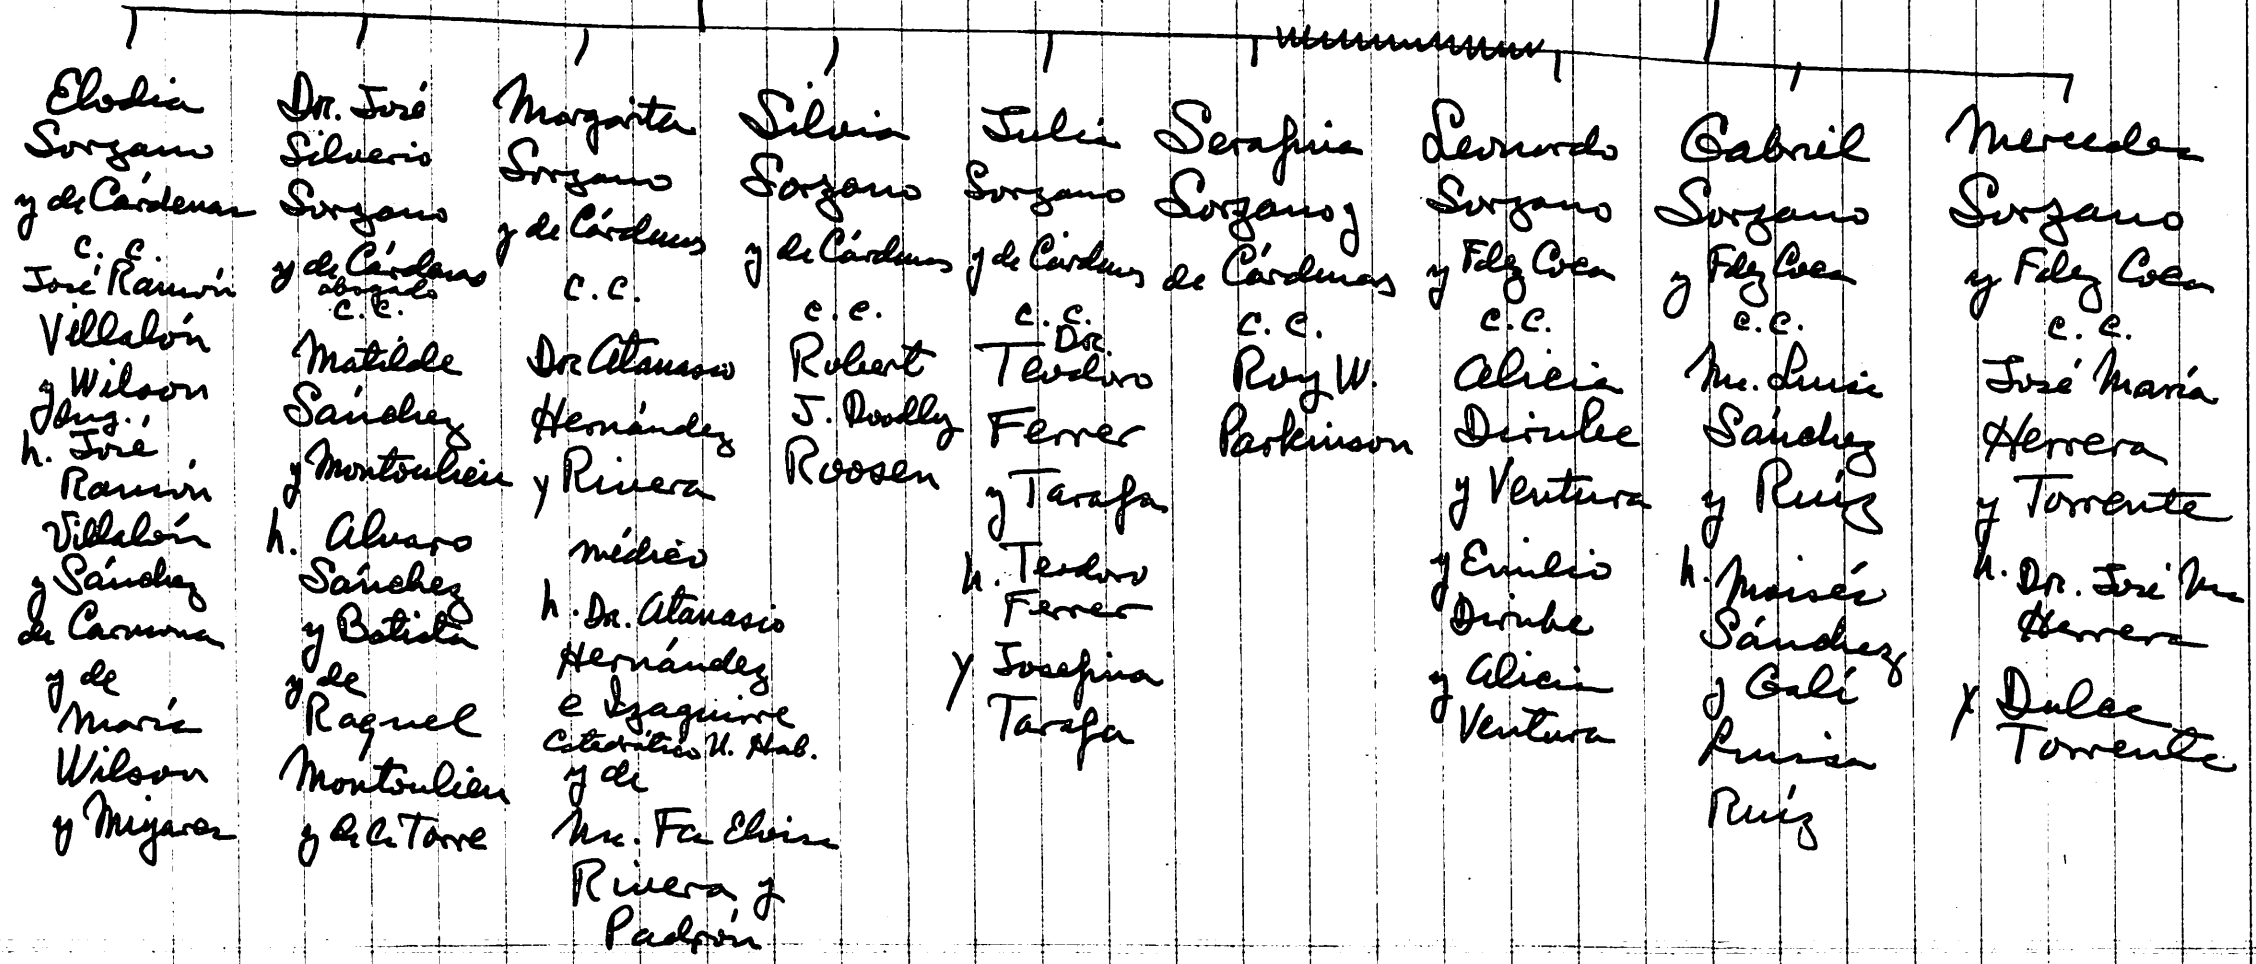 Elodia
Sorzano
y de Cárdenas
c. c.
José Ramón
Villalón
y Wilson
Ing.
h. José
Ramón
Villalón
y Sánchez
de Carmona
y de
María
Wilson
y Mijares
Dr. José
Silverio
Sorzano
y de Cárdenas
abogado
c.c.
Matilde
Sánchez
y Montoulieu
h. Alvaro
Sánchez
y Batista
y de
Raquel
Montoulieu
y de la Torre
Margarita
Sorzano
y de Cárdenas
c.c.
Dr Atanasio
Hernández
y Rivera
médico
h. Dr. Atanasio
Hernández
e Izaguirre
Catedrático U. Hab.
y de
Ma. Fca Eloisa
Rivera y
Padrón
Silvia
Sorzano
y de Cárdenas
c.c.
Robert
J.
Roosen
Julia
Sorzano
y de Cárdenas
c.c.
Dr.
Teodoro
Ferrer
y Tarafa
h. Teodoro
Ferrer
y Josefina
Tarafa
Serafina
Sorzano y
de Cárdenas
c.c.
Roy W.
Parkinson
Leonardo
Sorzano
y Fdez Coca
c.c.
Alicia
Dirube
y Ventura
y Emilio
Dirube
y Alicia
Ventura
Gabriel
Sorzano
y Fdez Coca
c.c.
Ma. Luisa
Sánchez
y Ruíz
h. Moisés
Sánchez
y Galí
Luisa
Ruíz
Mercedes
Sorzano
y Fdez Coca
c.c.
José María
Herrera
y Torrente
h. Dr. José Ma
Herrera
y Dulce
Torrente